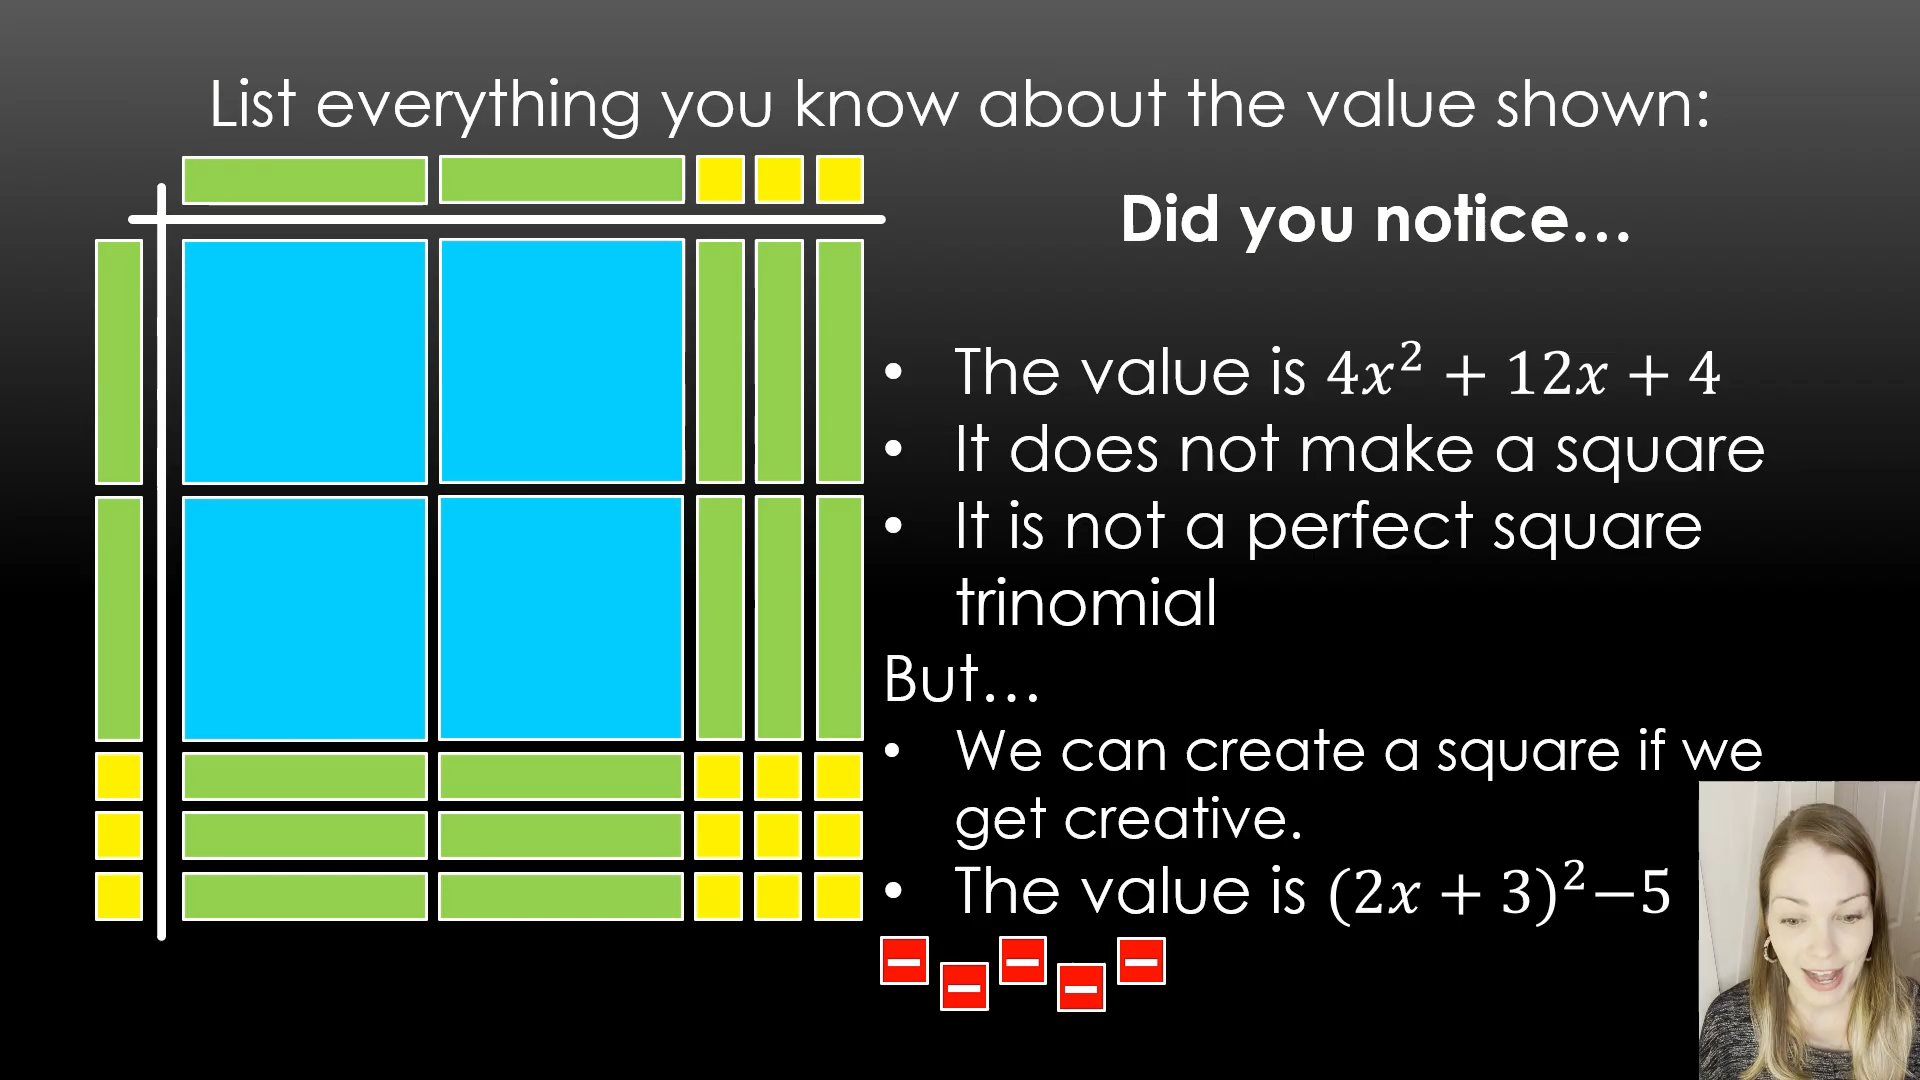 List everything you know about the value shown:
Did you notice…
• The value is 4x² + 12x + 4
• It does not make a square
• It is not a perfect square
trinomial
But…
• We can create a square if we
get creative.
• The value is (2x + 3)²−5